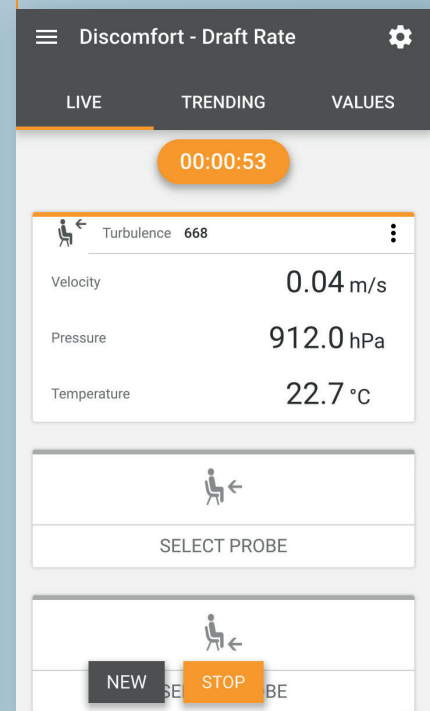 Discomfort - Draft Rate
LIVE TRENDING VALUES
00:00:53
Turbulence 668
Velocity 0.04 m/s
Pressure 912.0 hPa
Temperature 22.7 °C
SELECT PROBE
NEW STOP